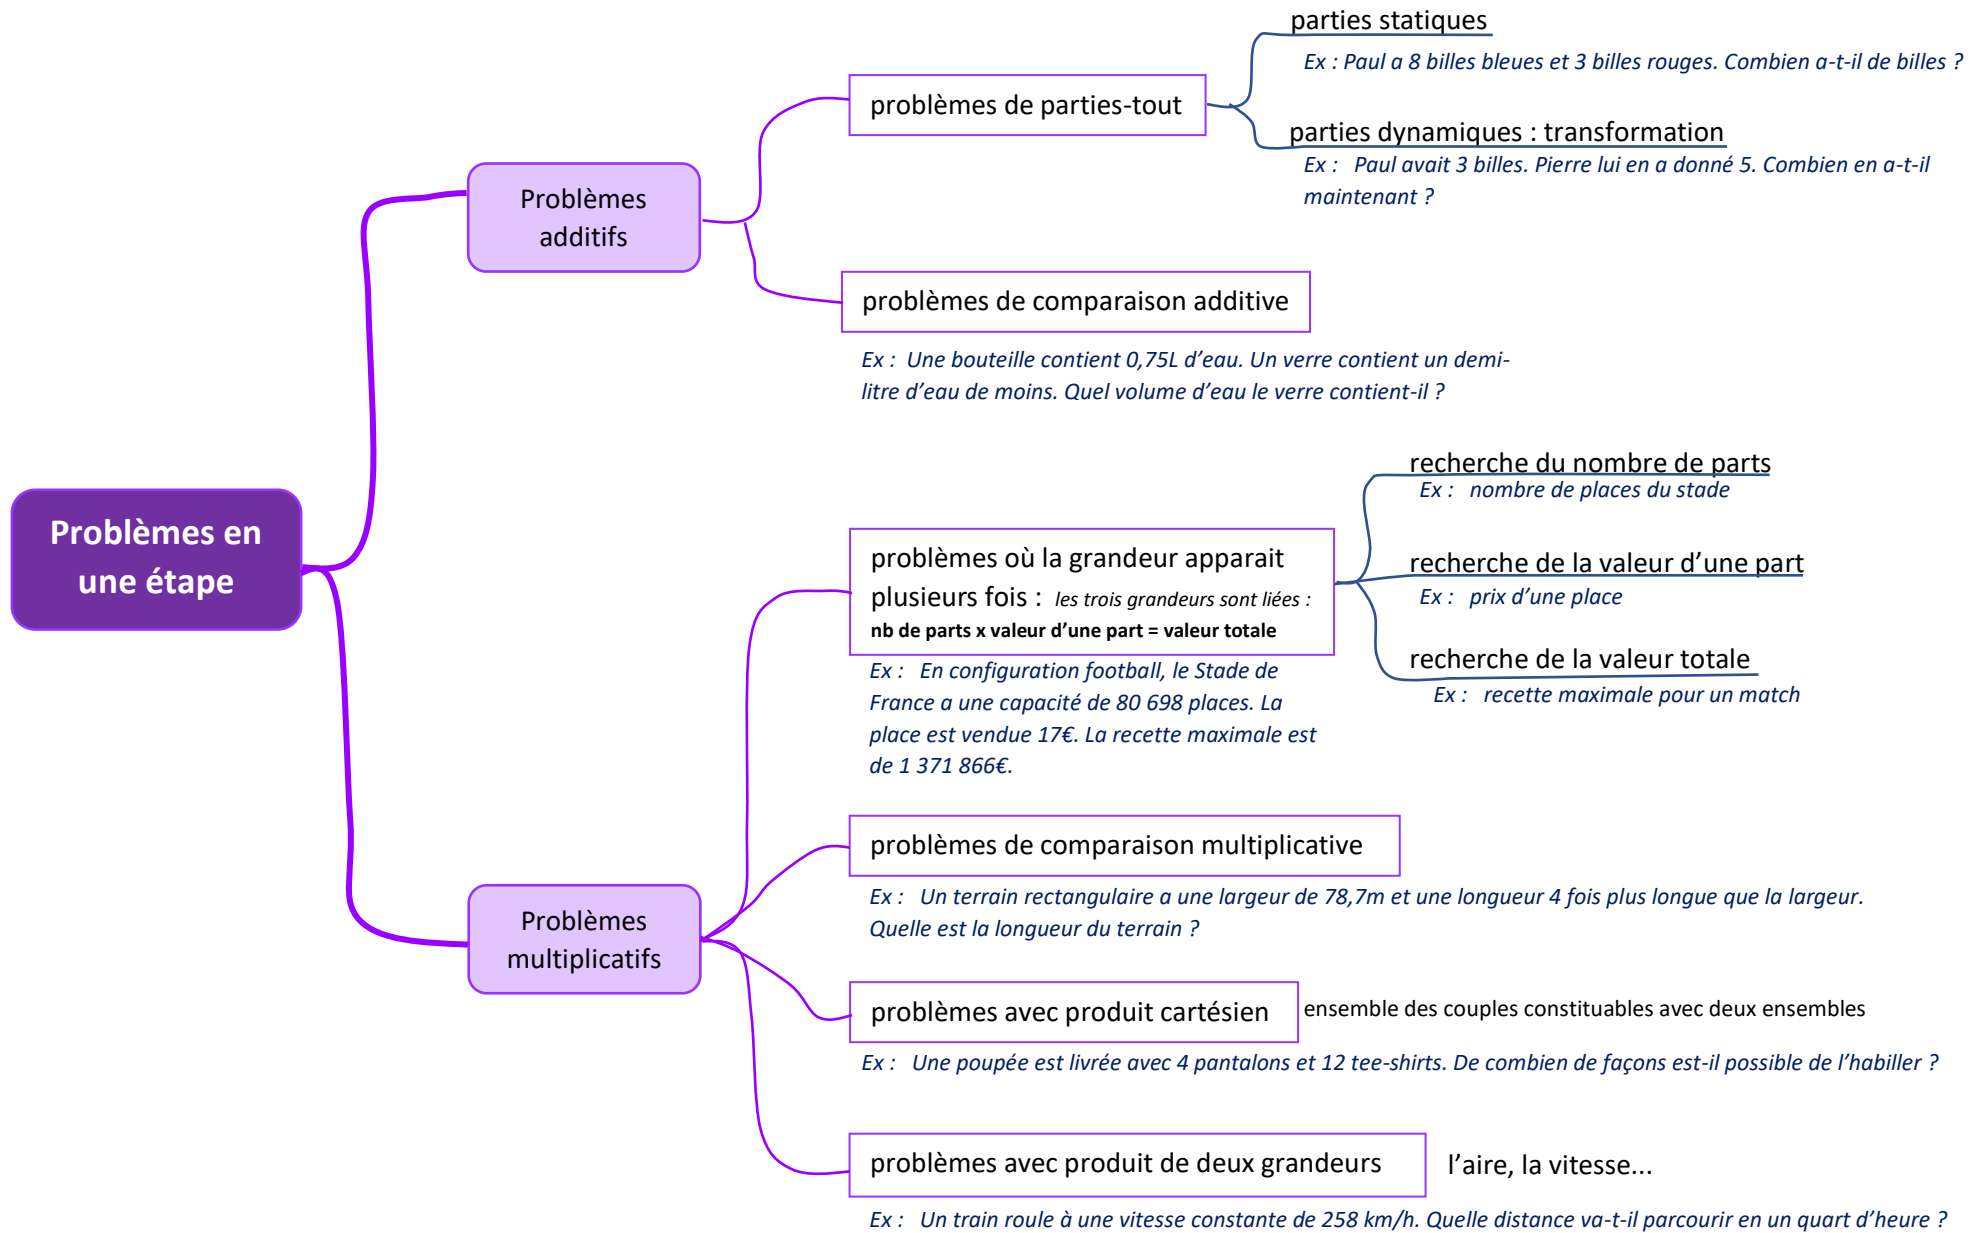 parties statiques
Ex : Paul a 8 billes bleues et 3 billes rouges. Combien a-t-il de billes ?
problèmes de parties-tout
parties dynamiques : transformation
Ex : Paul avait 3 billes. Pierre lui en a donné 5. Combien en a-t-il
maintenant ?
Problèmes
additifs
problèmes de comparaison additive
Ex : Une bouteille contient 0,75L d’eau. Un verre contient un demi-
litre d’eau de moins. Quel volume d’eau le verre contient-il ?
Problèmes en
une étape
recherche du nombre de parts
Ex : nombre de places du stade
problèmes où la grandeur apparait
plusieurs fois : les trois grandeurs sont liées :
nb de parts x valeur d’une part = valeur totale
recherche de la valeur d’une part
Ex : prix d’une place
recherche de la valeur totale
Ex : recette maximale pour un match
Ex : En configuration football, le Stade de
France a une capacité de 80 698 places. La
place est vendue 17€. La recette maximale est
de 1 371 866€.
problèmes de comparaison multiplicative
Ex : Un terrain rectangulaire a une largeur de 78,7m et une longueur 4 fois plus longue que la largeur.
Quelle est la longueur du terrain ?
Problèmes
multiplicatifs
problèmes avec produit cartésien
ensemble des couples constituables avec deux ensembles
Ex : Une poupée est livrée avec 4 pantalons et 12 tee-shirts. De combien de façons est-il possible de l’habiller ?
problèmes avec produit de deux grandeurs
l’aire, la vitesse...
Ex : Un train roule à une vitesse constante de 258 km/h. Quelle distance va-t-il parcourir en un quart d’heure ?